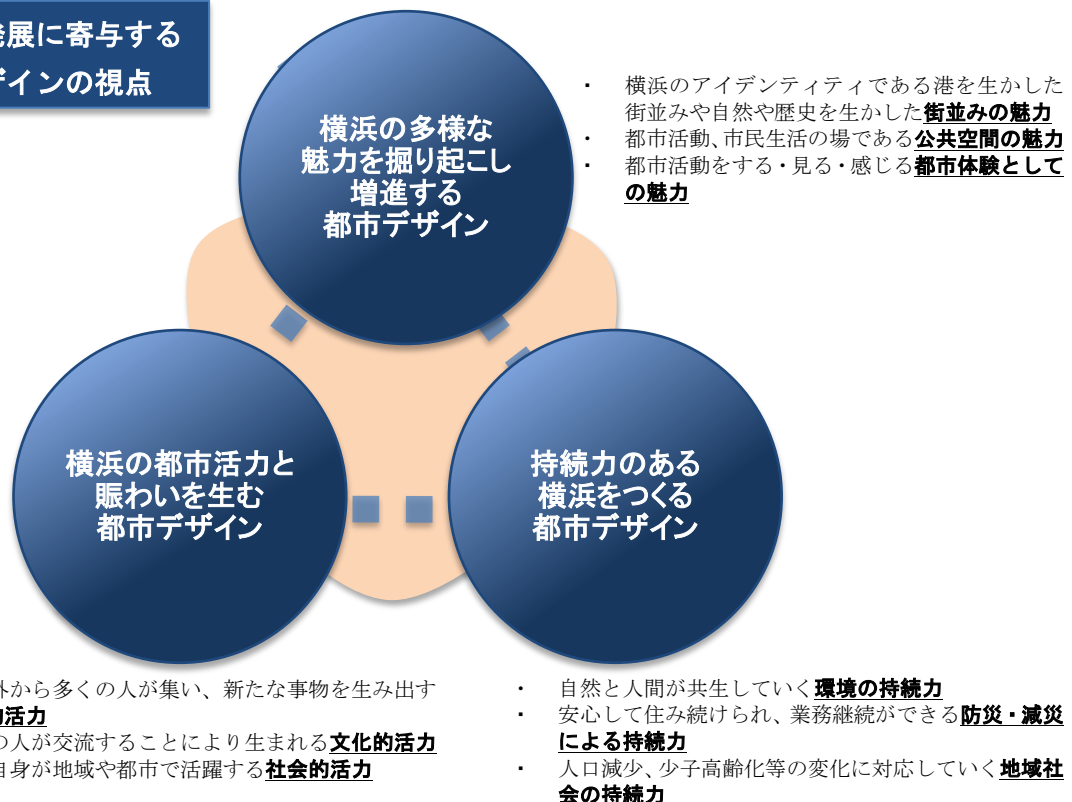 展に寄与する
インの視点
横浜の多様な
魅力を掘り起こし
増進する
都市デザイン
・ 横浜のアイデンティティである港を生かした
街並みや自然や歴史を生かした街並みの魅力
・ 都市活動、市民生活の場である公共空間の魅力
・ 都市活動をする・見る・感じる都市体験として
の魅力
横浜の都市活力と
賑わいを生む
都市デザイン
持続力のある
横浜をつくる
都市デザイン
外から多くの人が集い、新たな事物を生み出す
活力
の人が交流することにより生まれる文化的活力
自身が地域や都市で活躍する社会的活力
・ 自然と人間が共生していく環境の持続力
・ 安心して住み続けられ、業務継続ができる防災・減災
による持続力
・ 人口減少、少子高齢化等の変化に対応していく地域社
会の持続力